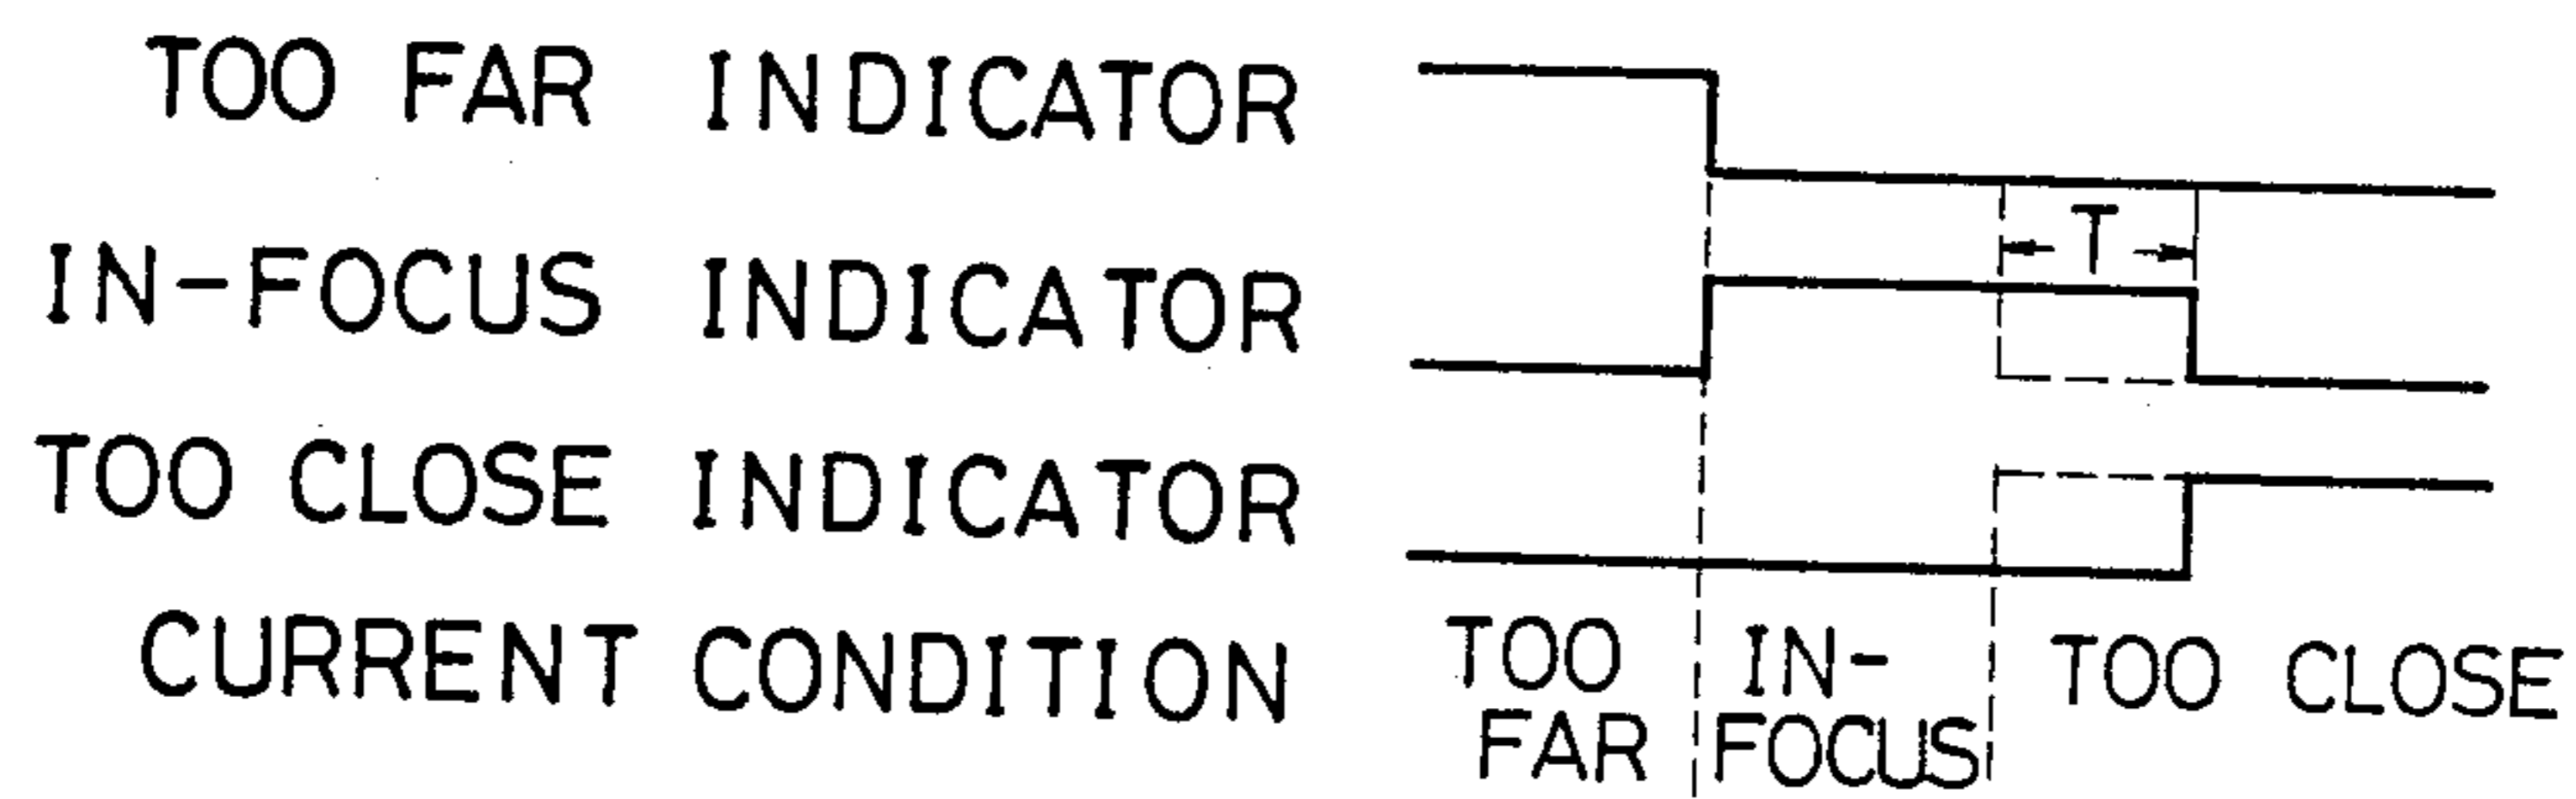 TOO FAR INDICATOR
T
IN-FOCUS INDICATOR
TOO CLOSE INDICATOR
CURRENT CONDITION
TOO FAR
IN-FOCUS
TOO CLOSE